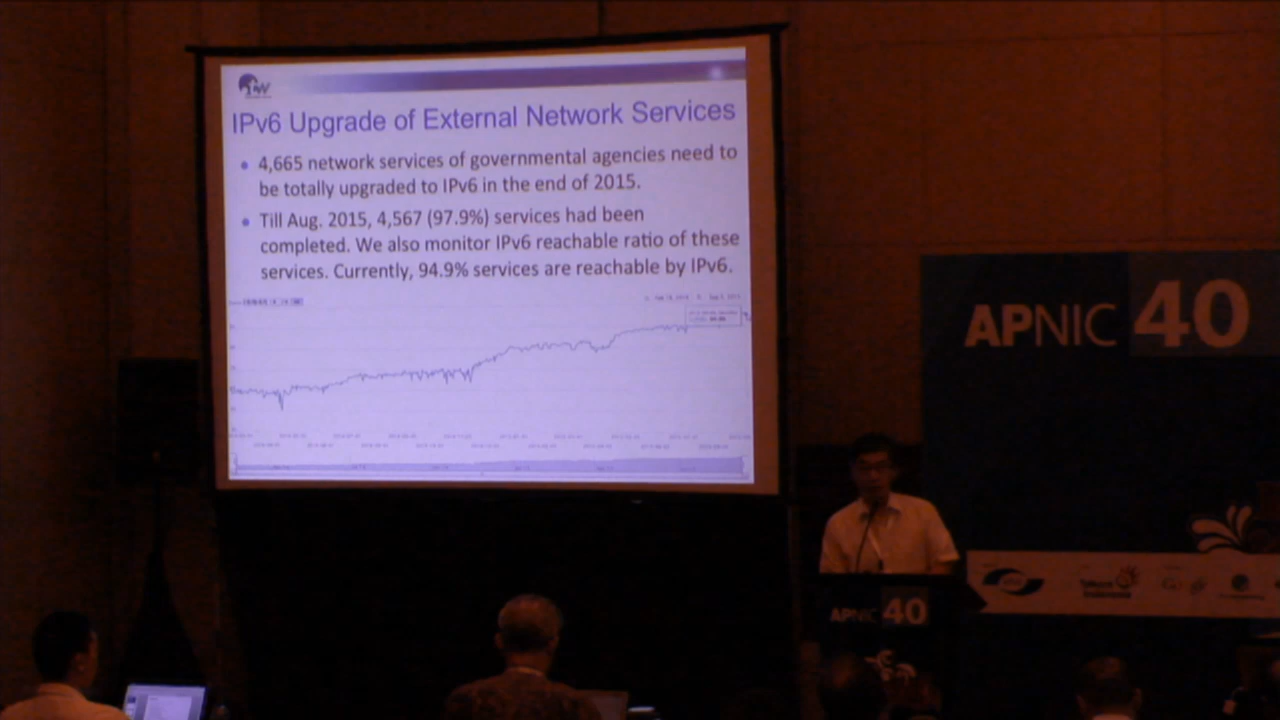 IPv6 Upgrade of External Network Services
4,665 network services of governmental agencies need to
be totally upgraded to IPv6 in the end of 2015.
Till Aug. 2015, 4,567 (97.9%) services had been
completed. We also monitor IPv6 reachable ratio of these
services. Currently, 94.9% services are reachable by IPv6.
APNIC 40
APNIC 40